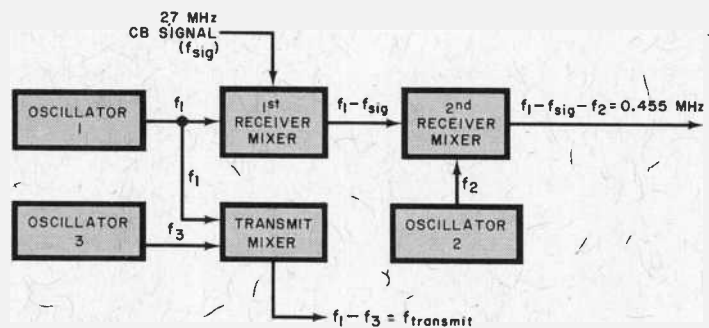 27 MHz
CB SIGNAL
(fsig)
OSCILLATOR
1
f1
1st
RECEIVER
MIXER
f1-fsig
2nd
RECEIVER
MIXER
f1-fsig-f2=0.455 MHz
f1
f2
OSCILLATOR
3
f3
TRANSMIT
MIXER
OSCILLATOR
2
f1-f3=ftransmit